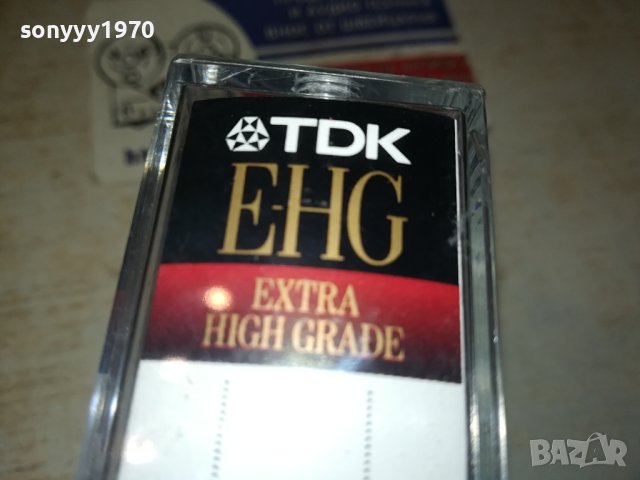 sonyyy1970
TDK
E-HG
EXTRA
HIGH GRADE
BAZAR